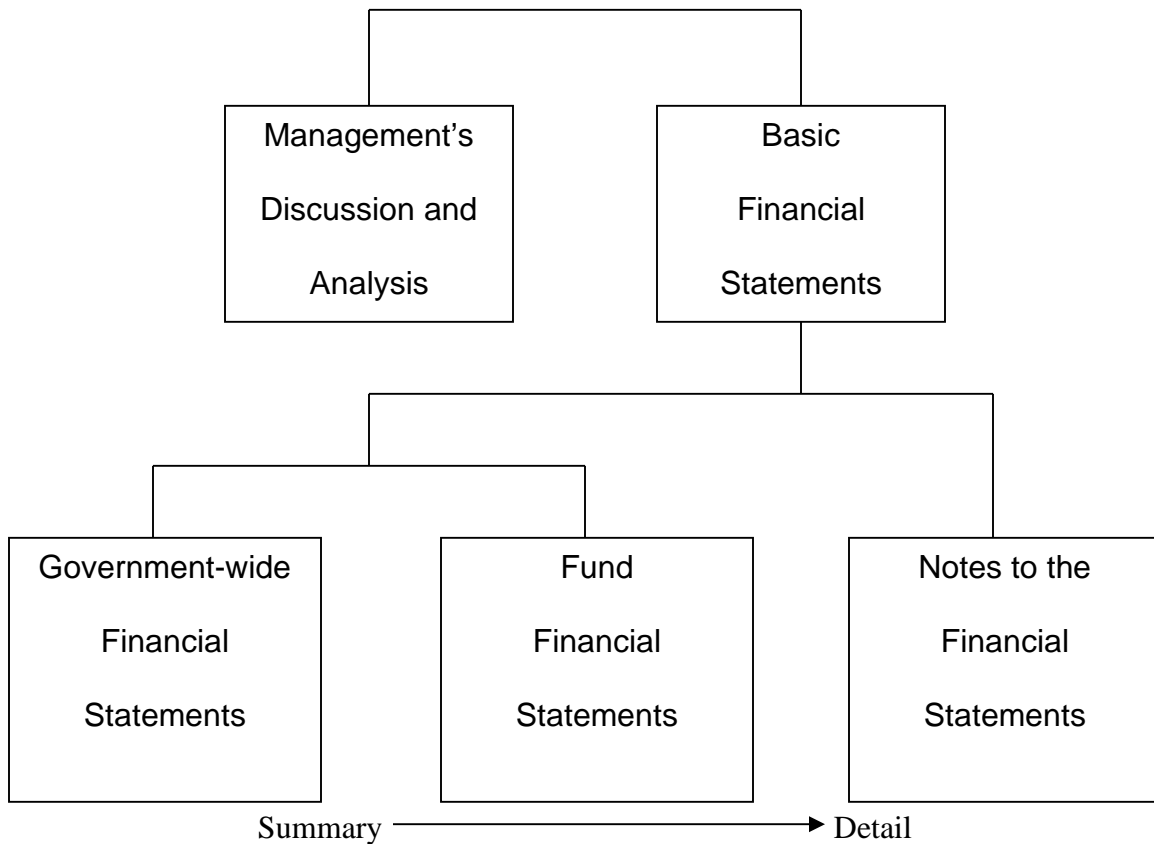 Management’s
Discussion and
Analysis
Basic
Financial
Statements
Government-wide
Financial
Statements
Fund
Financial
Statements
Notes to the
Financial
Statements
Summary
Detail